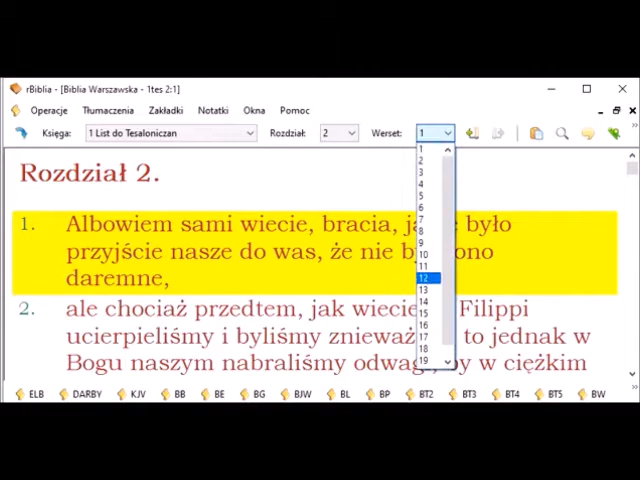 rBiblia - [Biblia Warszawska - 1tes 2:1]
Operacje Tłumaczenia Zakładki Notatki Okna Pomoc
Księga: 1 List do Tesaloniczan Rozdział: 2 Werset: 1
Rozdział 2.
1. Albowiem sami wiecie, bracia, było
przyjście nasze do was, że nie ono
daremne,
2. ale chociaż przedtem, jak wiecie Filippi
ucierpieliśmy i byliśmy znieważ to jednak w
Bogu naszym nabraliśmy odwag by w ciężkim
1
2
3
4
5
6
7
8
9
10
11
12
13
14
15
16
17
18
19
ELB DARBY KJV BB BE BG BJW BL BP BT2 BT3 BT4 BT5 BW